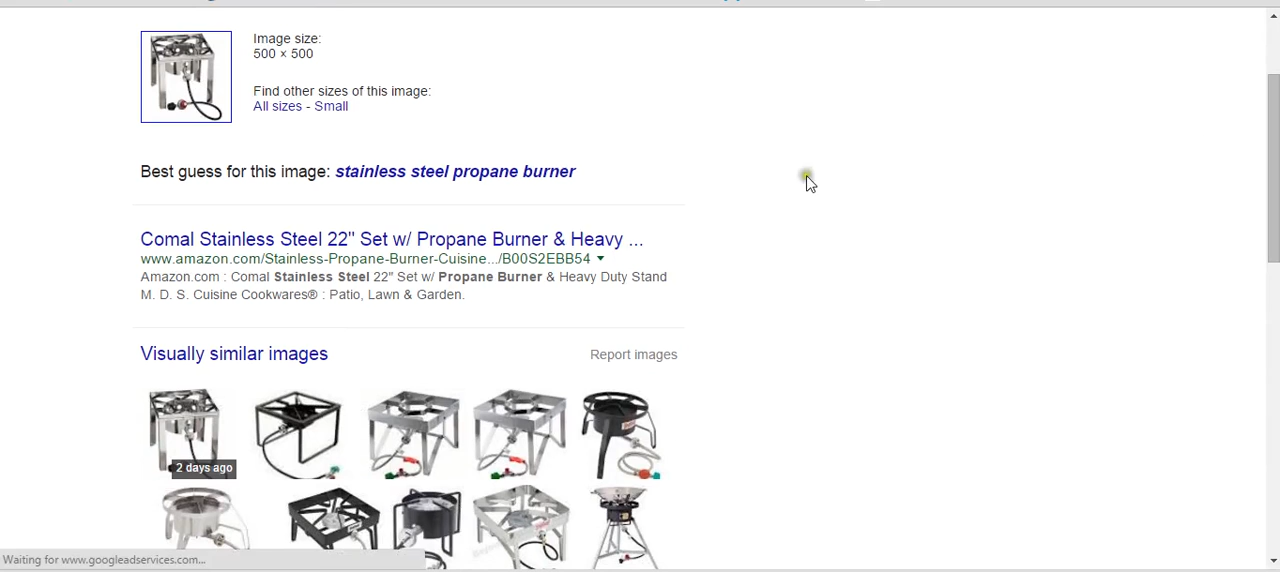 Image size:
500 × 500
Find other sizes of this image:
All sizes - Small
Best guess for this image: stainless steel propane burner
Comal Stainless Steel 22" Set w/ Propane Burner & Heavy ...
www.amazon.com/Stainless-Propane-Burner-Cuisine.../B00S2EBB54
Amazon.com : Comal Stainless Steel 22" Set w/ Propane Burner & Heavy Duty Stand
M. D. S. Cuisine Cookwares® : Patio, Lawn & Garden.
Visually similar images
Report images
2 days ago
Waiting for www.googleadservices.com...